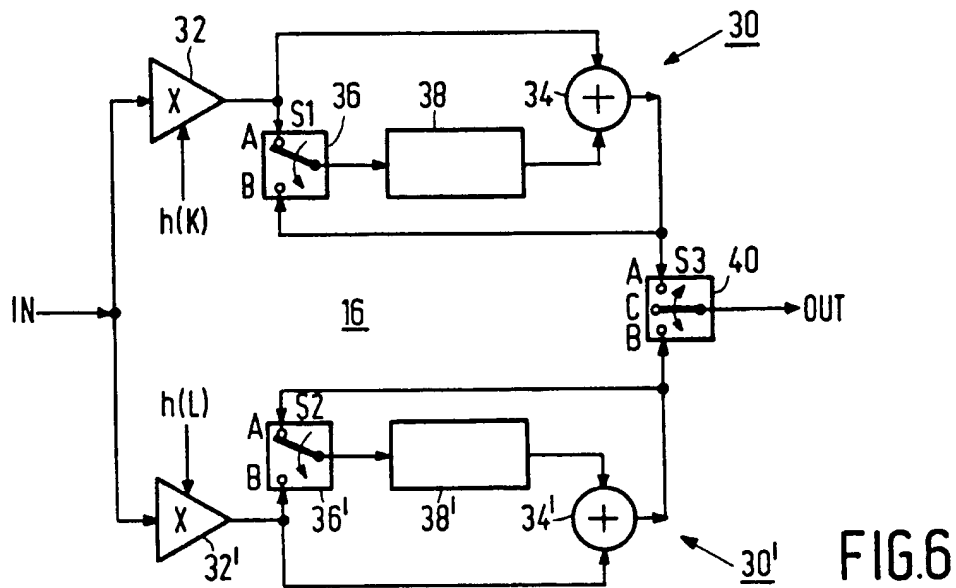 32
30
X
S1
36
38
34
+
A
B
h(K)
A
S3
40
IN
16
C
OUT
B
h(L)
S2
A
B
X
36'
38'
34'
+
32'
30'
FIG.6